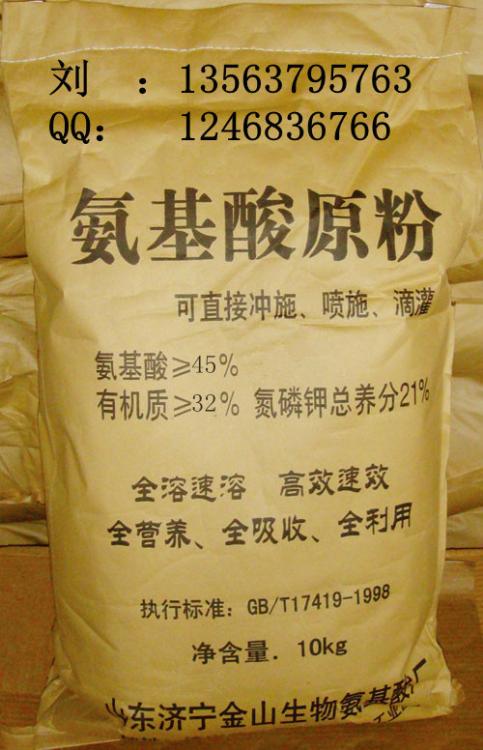 刘 ：13563795763
QQ： 1246836766
氨基酸原粉
可直接冲施、喷施、滴灌
氨基酸≥45%
有机质≥32% 氮磷钾总养分21%
全溶速溶 高效速效
全营养、全吸收、全利用
执行标准：GB/T17419-1998
净含量．10kg
山东济宁金山生物氨基酸厂